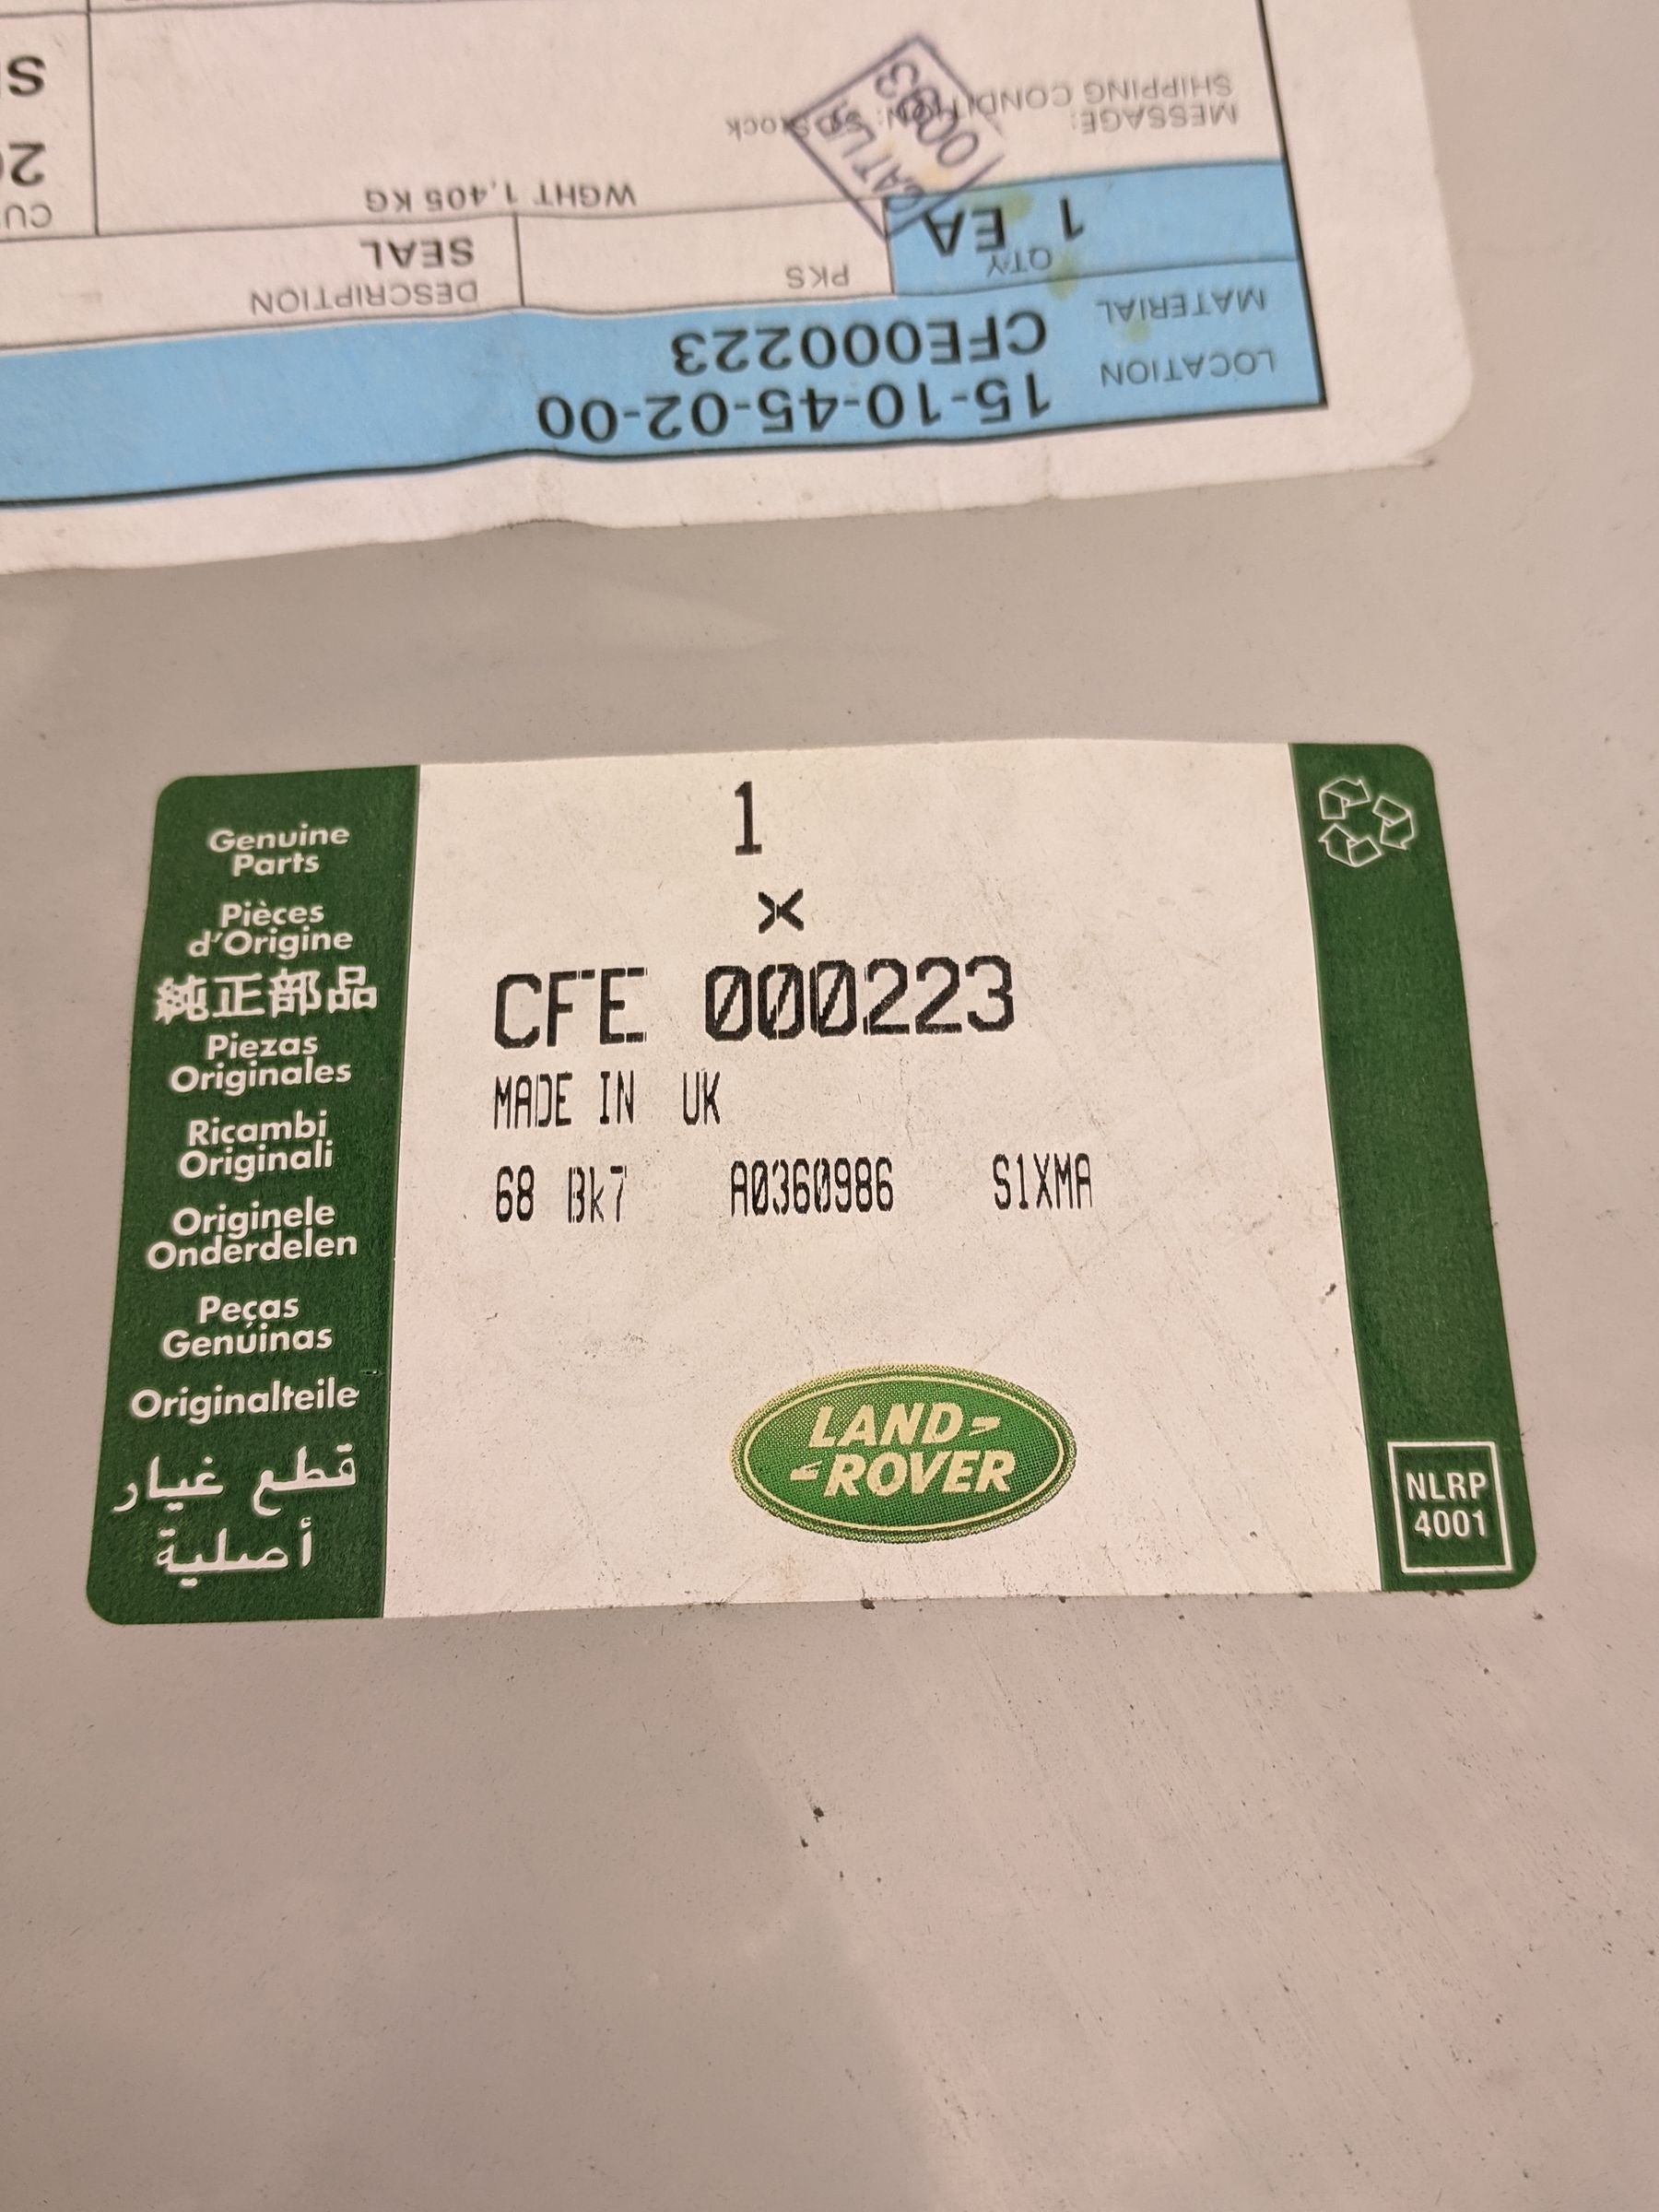 15-10-45-02-00
LOCATION
CFE000223
MATERIAL
DESCRIPTION
SEAL
PKS
QTY
1 EA
WGHT 1,405 KG
MESSAGE:
SHIPPING CONDITION: Stock
Genuine
Parts
Pièces
d'Origine
純正部品
Piezas
Originales
Ricambi
Originali
Originele
Onderdelen
Peças
Genuínas
Originalteile
قطع غيار
أصلية
1
x
CFE 000223
MADE IN UK
68 Bk7 A0360986 S1XMA
LAND-
-ROVER
NLRP
4001